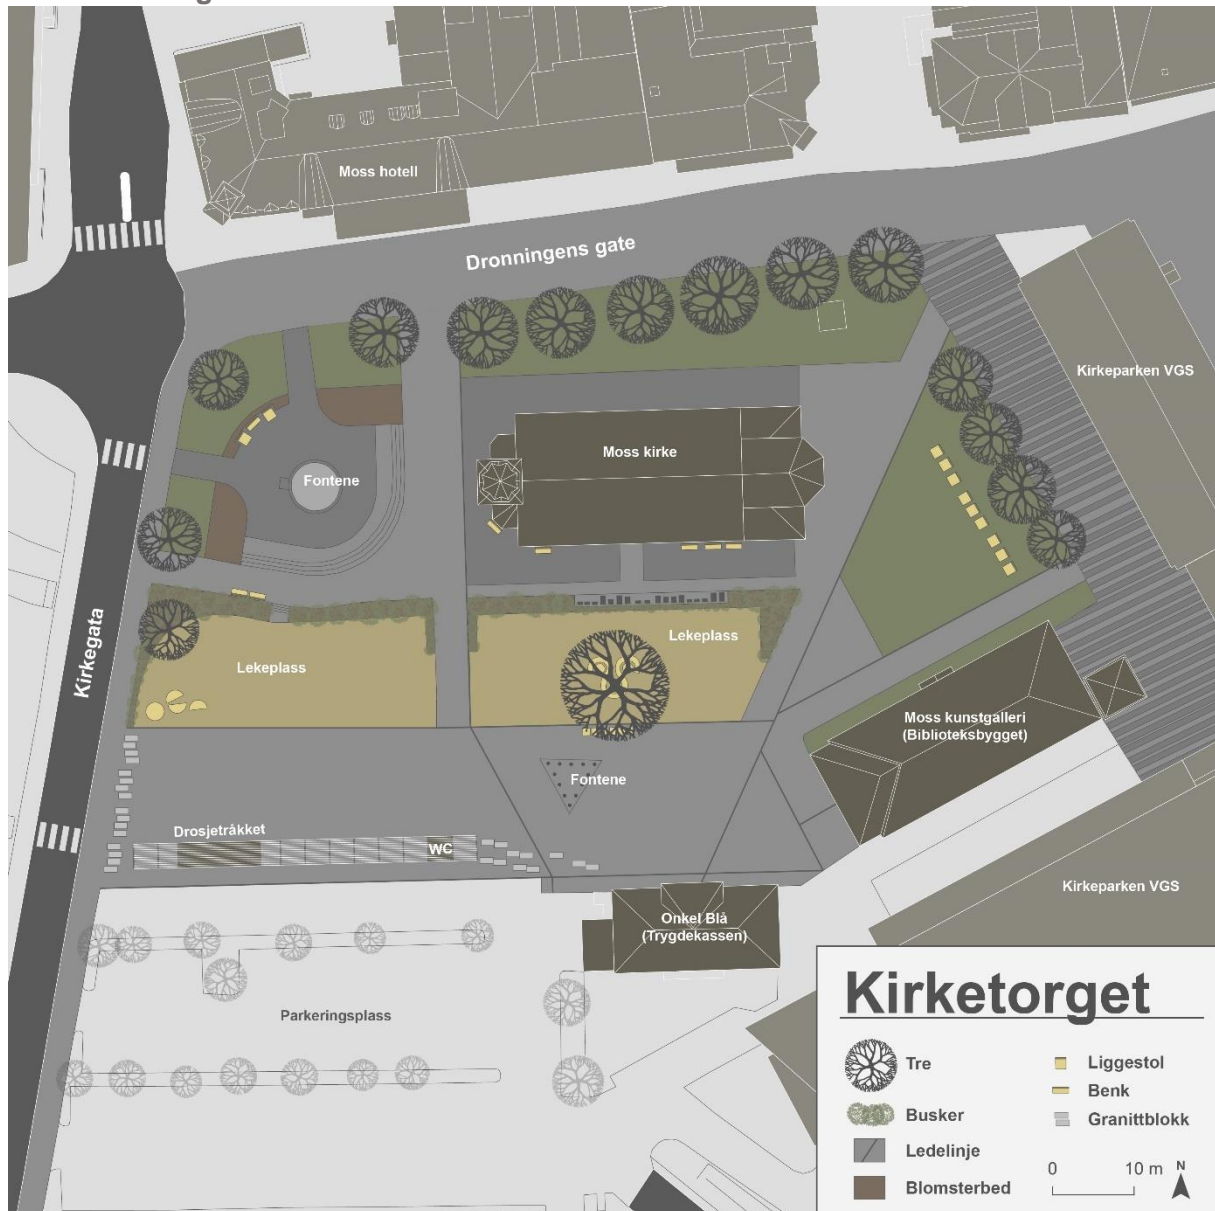 Moss hotell
Dronningens gate
Kirkeparken VGS
Moss kirke
Fontene
Kirkegata
Lekeplass
Lekeplass
Moss kunstgalleri
(Biblioteksbygget)
Fontene
Drosjetråkket
WC
Kirkeparken VGS
Onkel Blå
(Trygdekassen)
Parkeringsplass
Kirketorget
Tre
Busker
Ledelinje
Blomsterbed
Liggestol
Benk
Granittblokk
0 10 m N